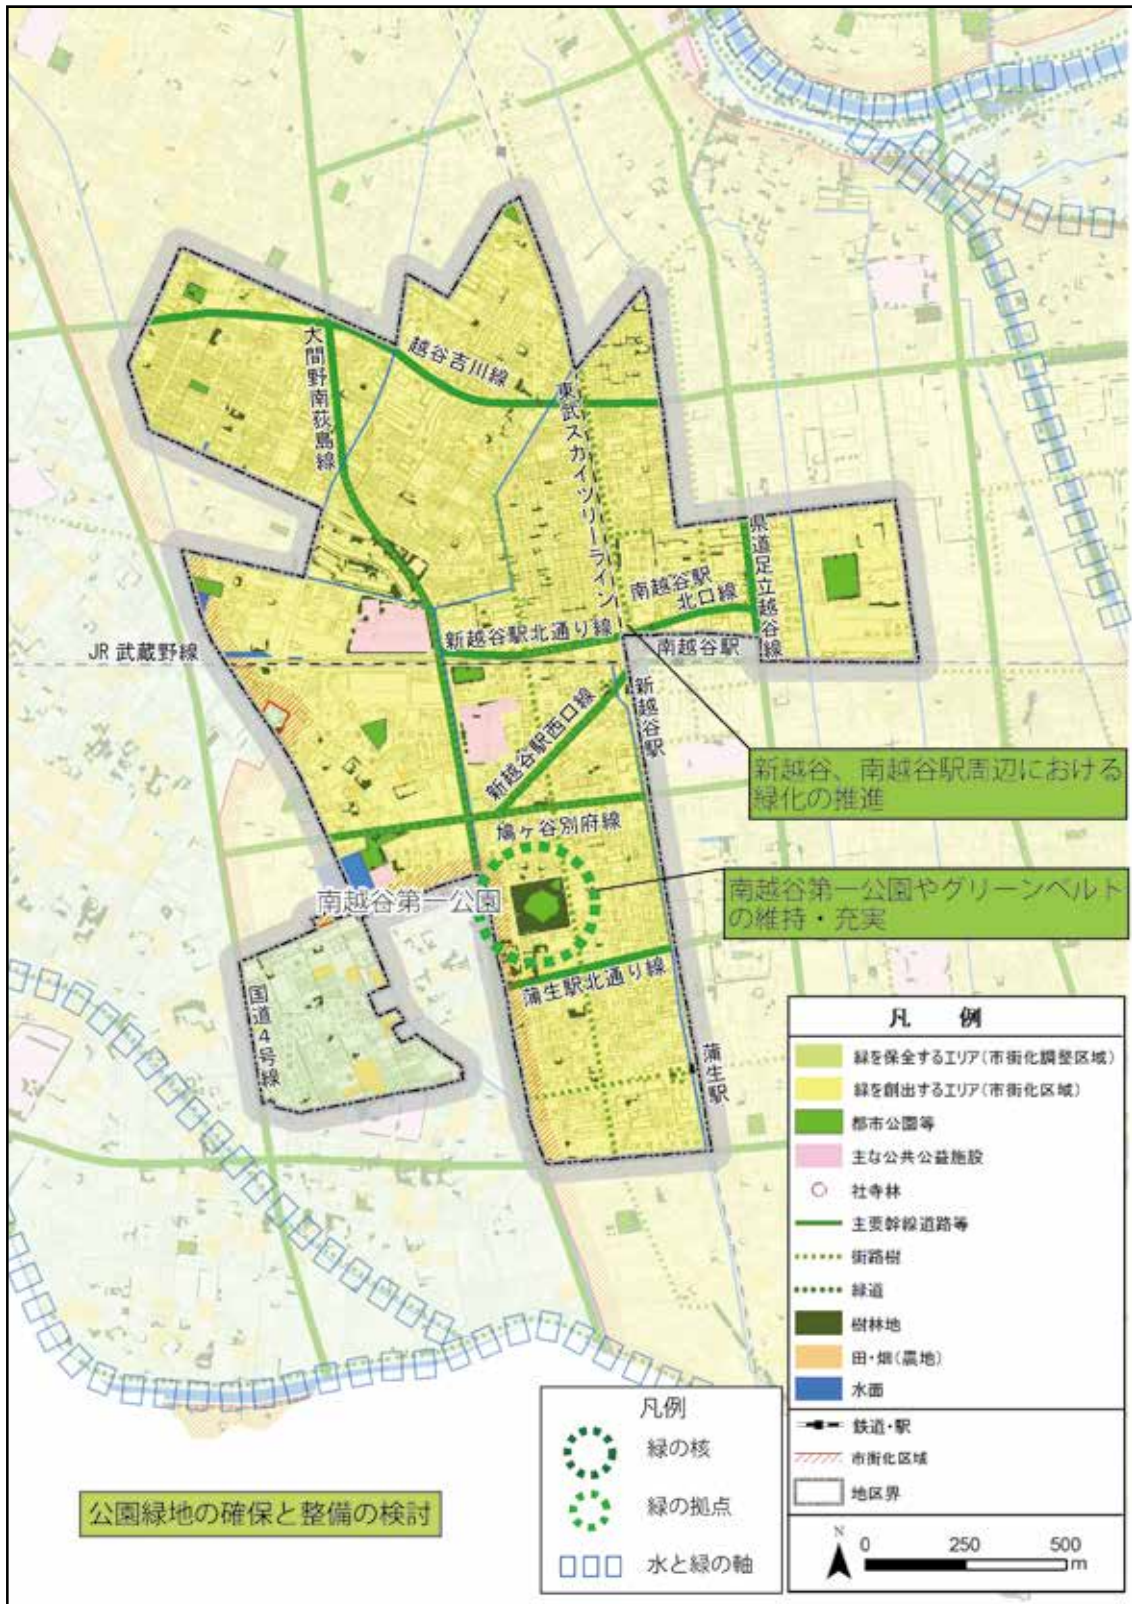 大間野南荻島線
越谷吉川線
東武スカイツリーライン
県道足立越谷線
南越谷駅
北口線
新越谷駅北通り線
南越谷駅
JR 武蔵野線
新越谷駅
新越谷駅西口線
新越谷、南越谷駅周辺における
緑化の推進
鳩ヶ谷別府線
南越谷第一公園
南越谷第一公園やグリーンベルト
の維持・充実
蒲生駅北通り線
国道4号線
蒲生駅
凡 例
緑を保全するエリア(市街化調整区域)
緑を創出するエリア(市街化区域)
都市公園等
主な公共公益施設
社寺林
主要幹線道路等
街路樹
緑道
樹林地
田・畑(農地)
水面
鉄道・駅
市街化区域
地区界
N
0 250 500
m
凡例
緑の核
緑の拠点
水と緑の軸
公園緑地の確保と整備の検討